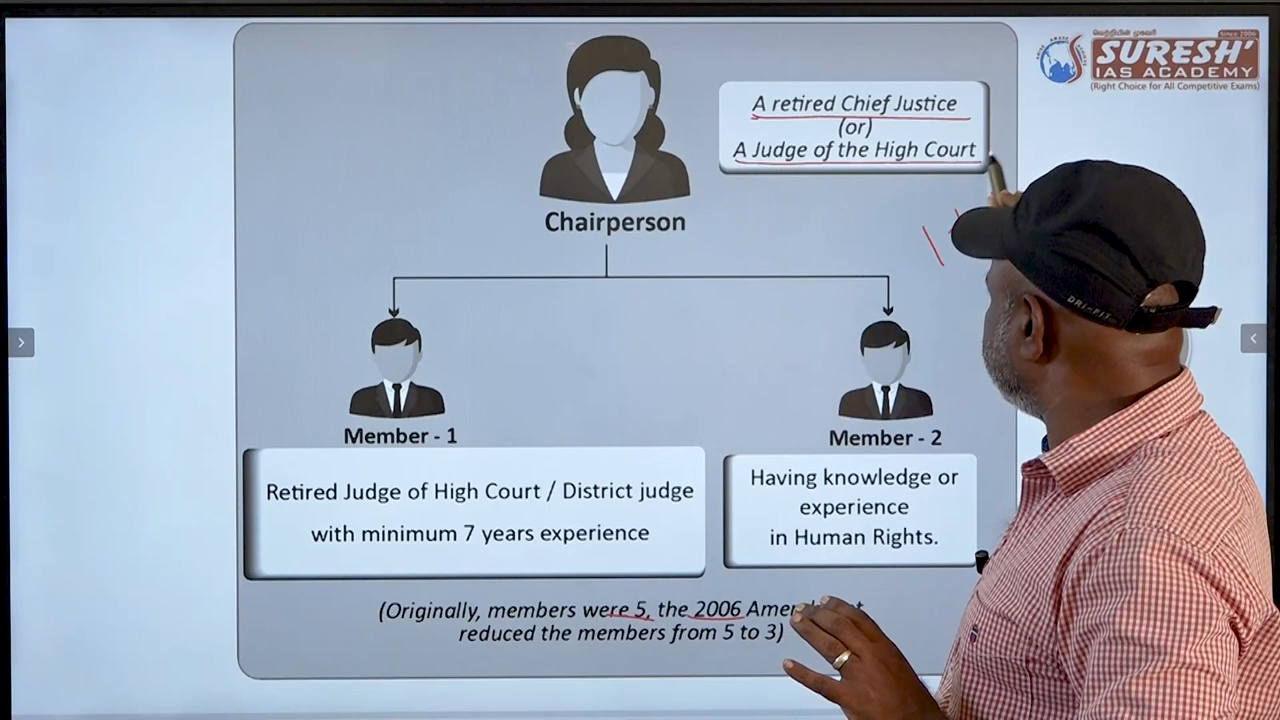 வெற்றியின் முகவரி
Since 2006
SURESH'
IAS ACADEMY
(Right Choice for All Competitive Exams)
A retired Chief Justice
(or)
A Judge of the High Court
Chairperson
Member - 1
Member - 2
Retired Judge of High Court / District judge
with minimum 7 years experience
Having knowledge or
experience
in Human Rights.
(Originally, members were 5, the 2006
reduced the members from 5 to 3)
DRI-FIT